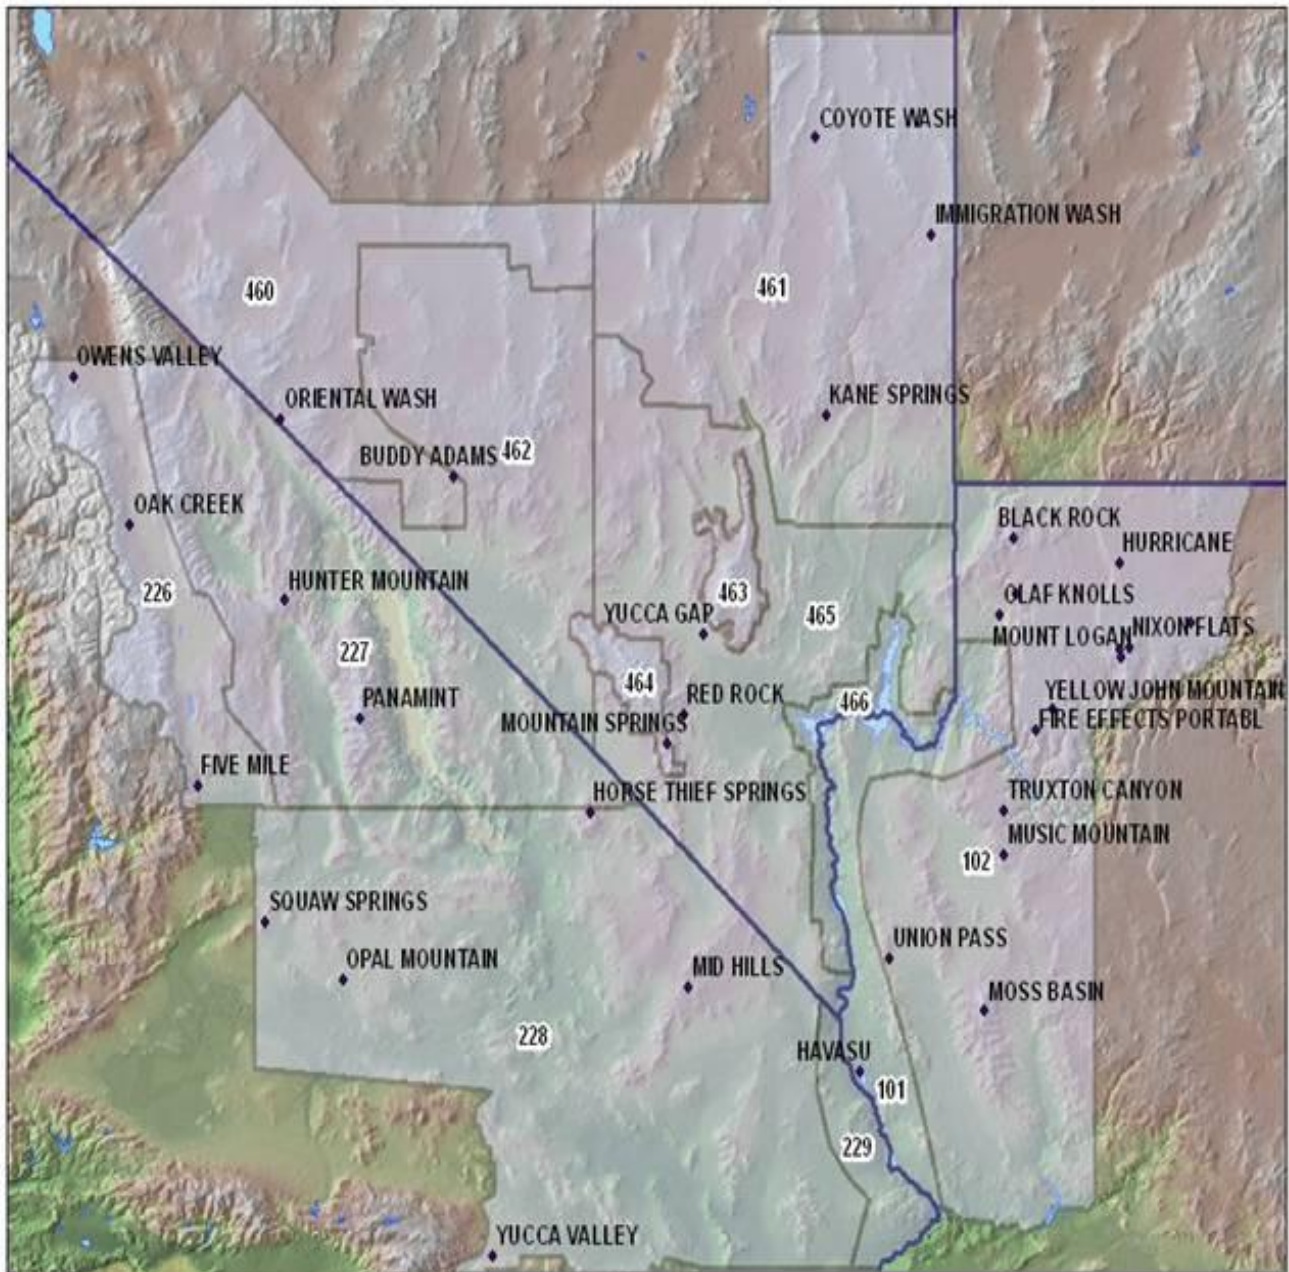 COYOTE WASH
IMMIGRATION WASH
460
461
OWENS VALLEY
ORIENTAL WASH
KANE SPRINGS
BUDDY ADAMS
462
OAK CREEK
BLACK ROCK
HURRICANE
HUNTER MOUNTAIN
226
463
OLAF KNOLLS
YUCCA GAP
465
NIXON FLATS
MOUNT LOGAN
227
464
PANAMINT
RED ROCK
466
YELLOW JOHN MOUNTAIN
MOUNTAIN SPRINGS
FIRE EFFECTS PORTABL
FIVE MILE
HORSE THIEF SPRINGS
TRUXTON CANYON
MUSIC MOUNTAIN
102
SQUAW SPRINGS
UNION PASS
OPAL MOUNTAIN
MID HILLS
MOSS BASIN
228
HAVASU
101
229
YUCCA VALLEY